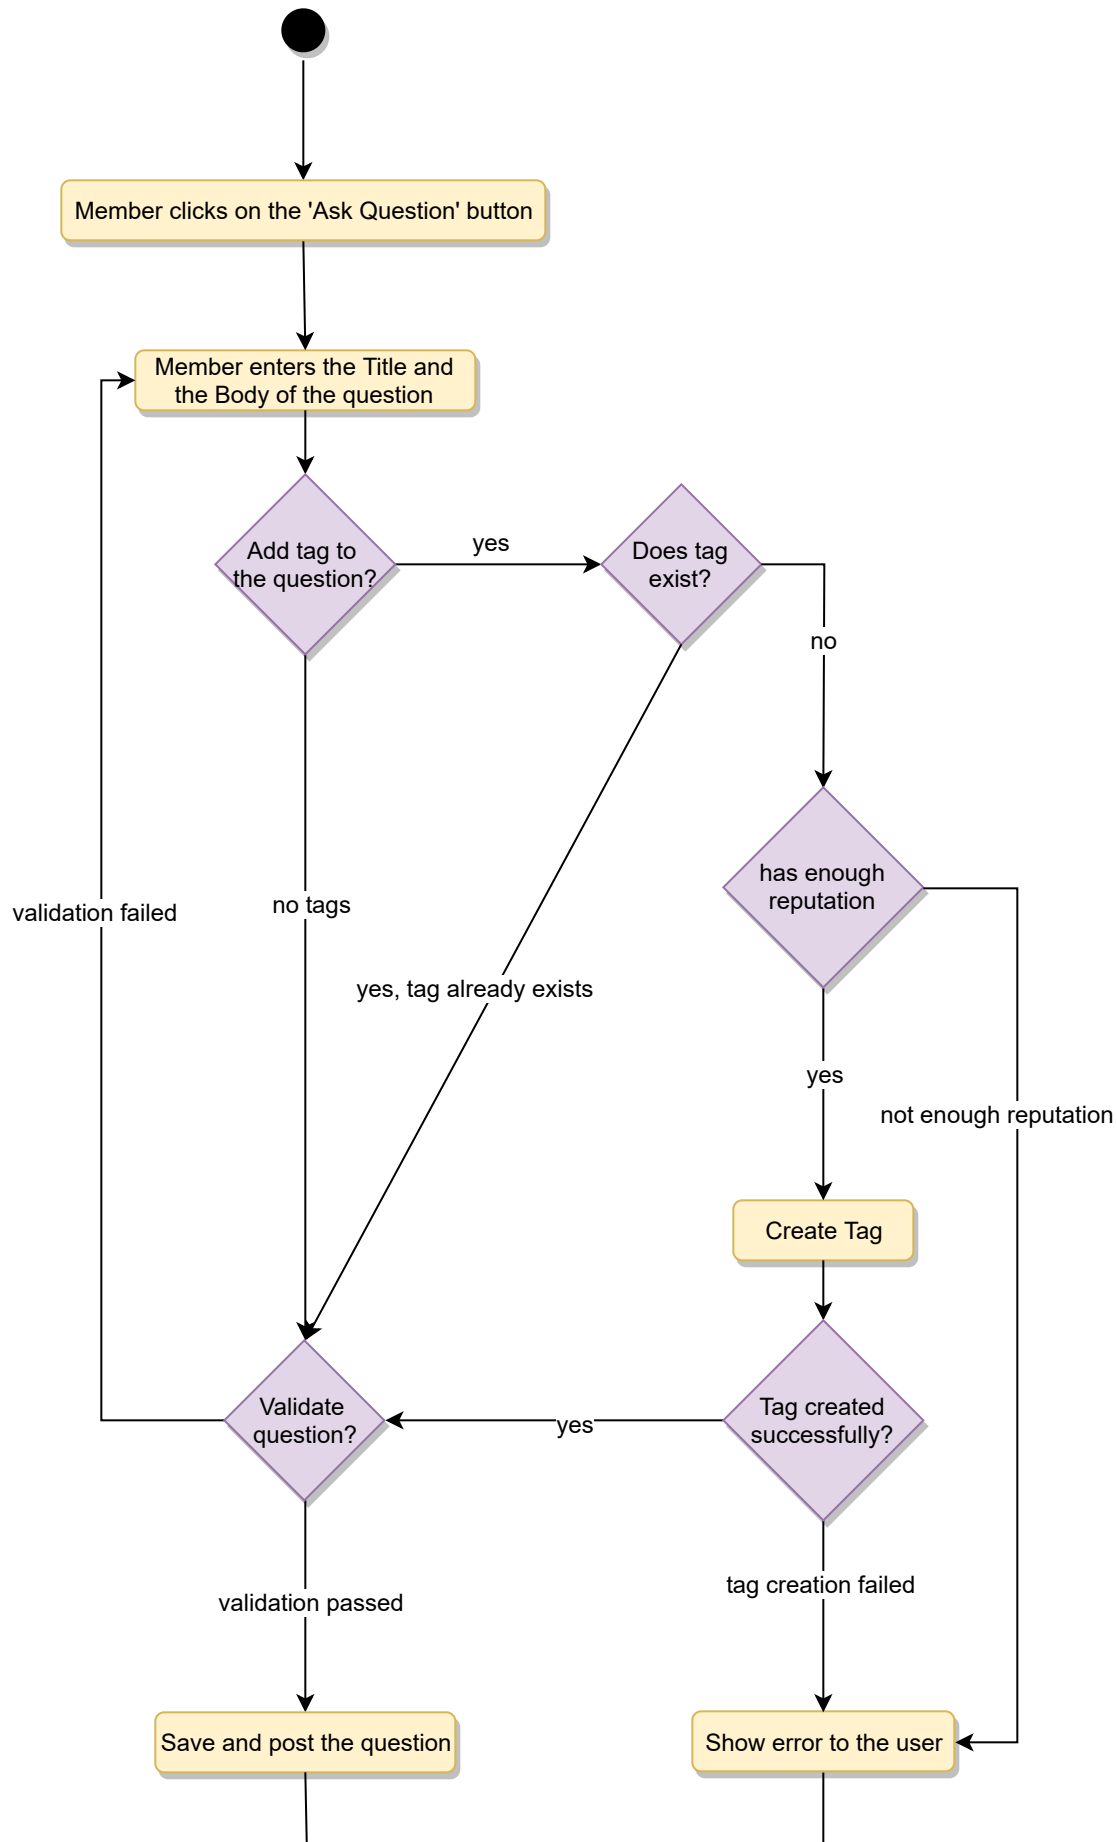 Member clicks on the 'Ask Question' button
Member enters the Title and
the Body of the question
Add tag to
the question?
yes
Does tag
exist?
no
has enough
reputation
validation failed
no tags
yes, tag already exists
yes
not enough reputation
Create Tag
Validate
question?
yes
Tag created
successfully?
validation passed
tag creation failed
Save and post the question
Show error to the user